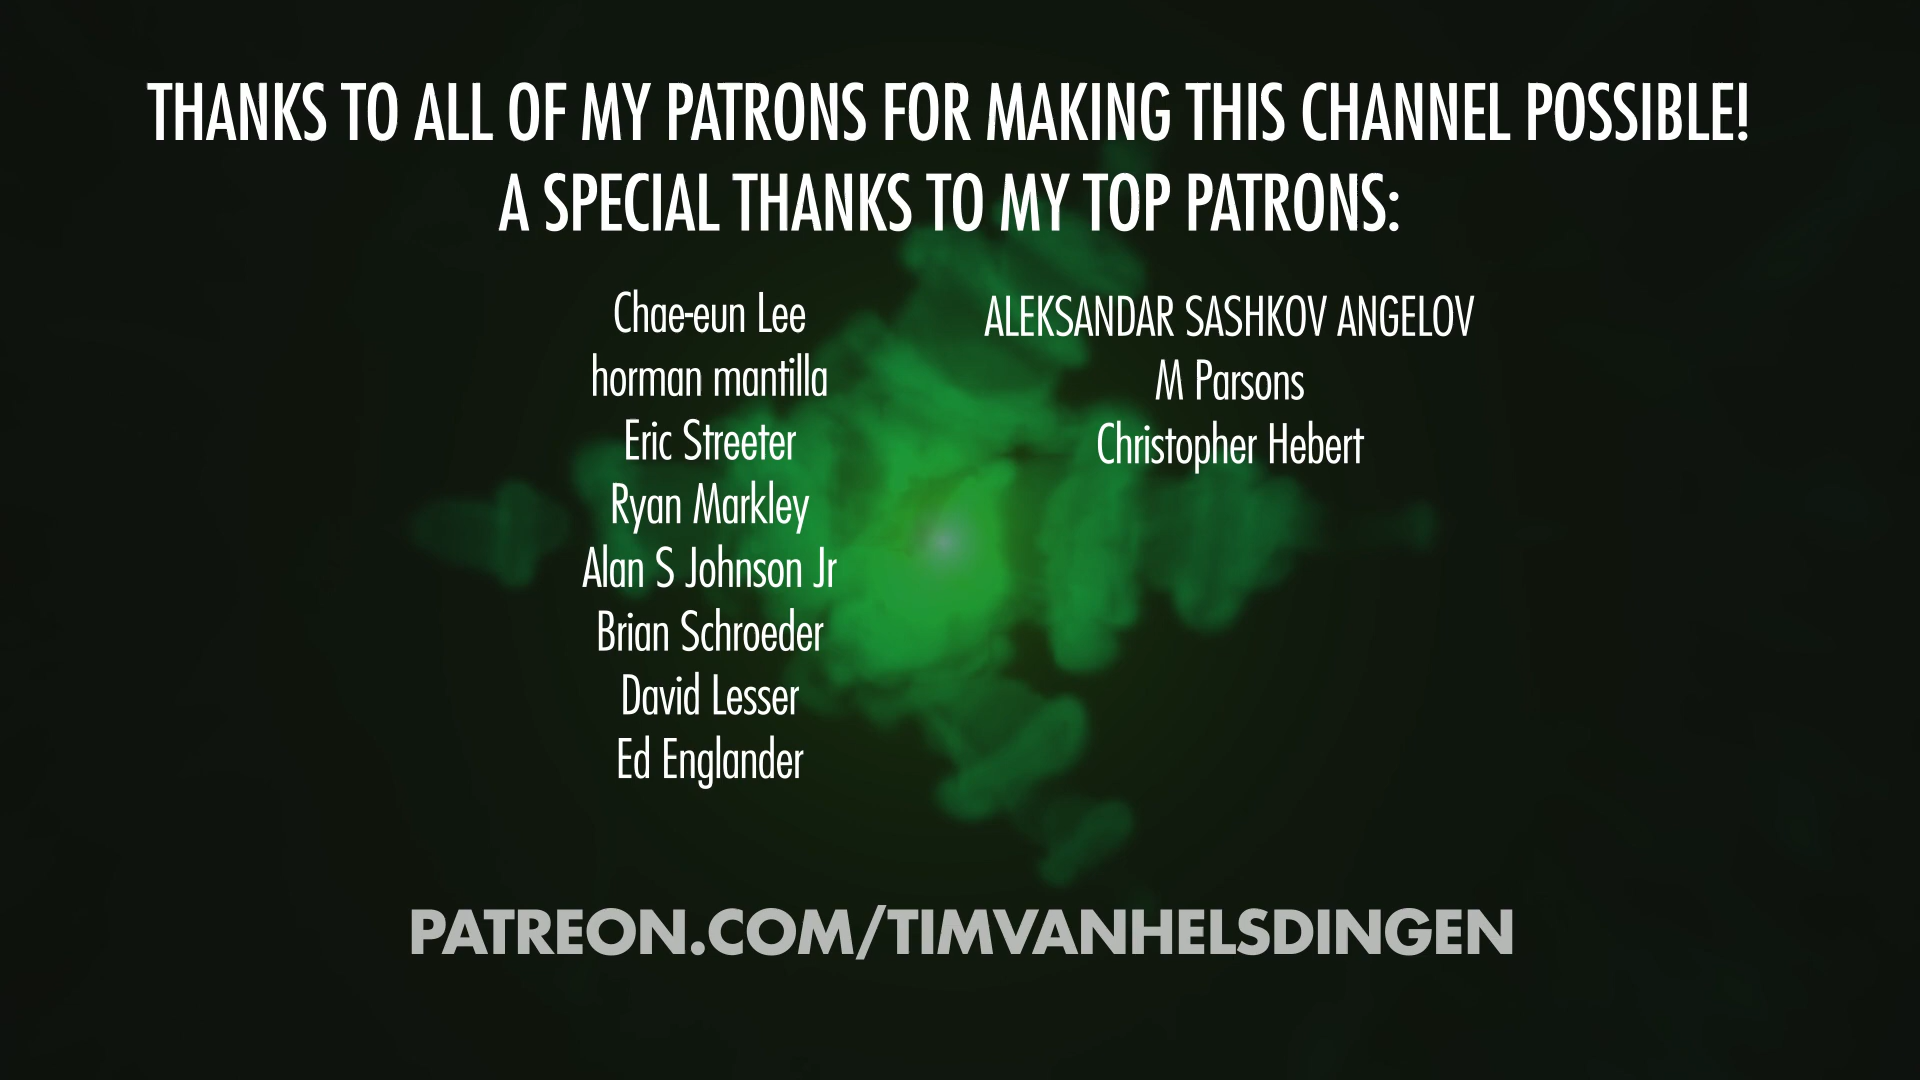 THANKS TO ALL OF MY PATRONS FOR MAKING THIS CHANNEL POSSIBLE!
A SPECIAL THANKS TO MY TOP PATRONS:
Chae-eun Lee
horman mantilla
Eric Streeter
Ryan Markley
Alan S Johnson Jr
Brian Schroeder
David Lesser
Ed Englander
ALEKSANDAR SASHKOV ANGELOV
M Parsons
Christopher Hebert
PATREON.COM/TIMVANHELSDINGEN